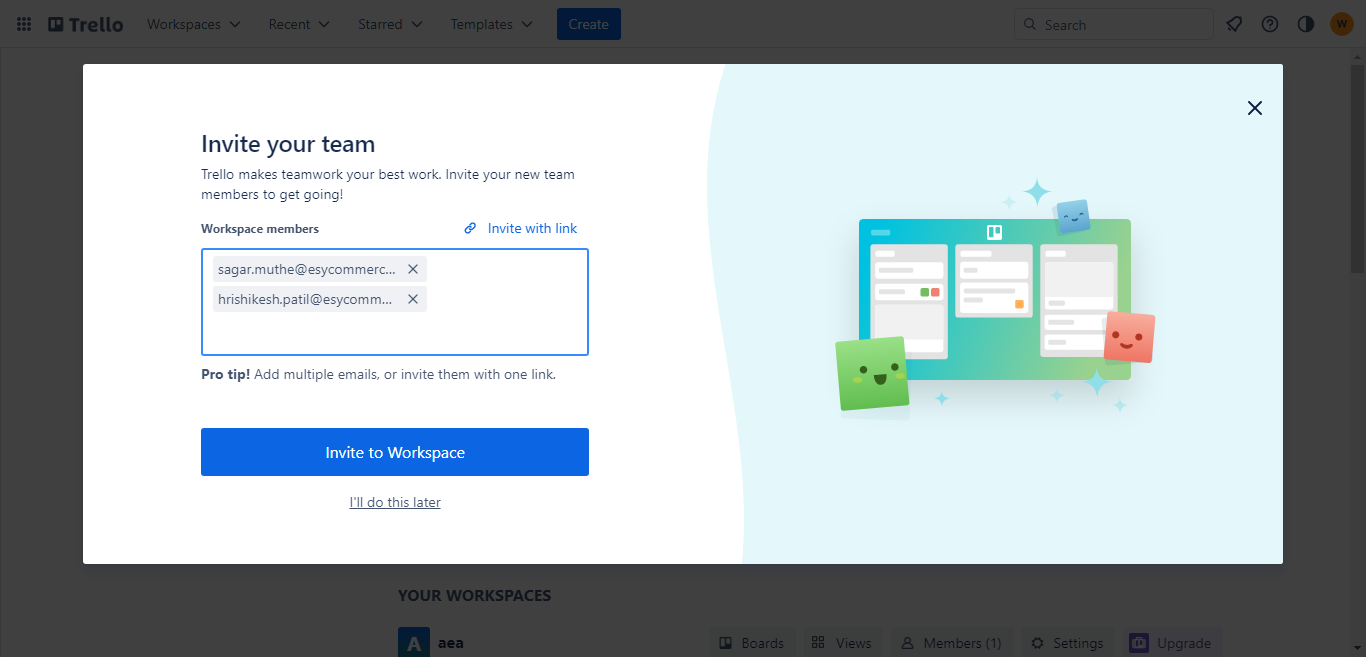 Trello
Workspaces
Recent
Starred
Templates
Create
Search
W
Invite your team
Trello makes teamwork your best work. Invite your new team
members to get going!
Workspace members
Invite with link
sagar.muthe@esycommerc...
hrishikesh.patil@esycomm...
Pro tip! Add multiple emails, or invite them with one link.
Invite to Workspace
I'll do this later
YOUR WORKSPACES
A
aea
Boards
Views
Members (1)
Settings
Upgrade